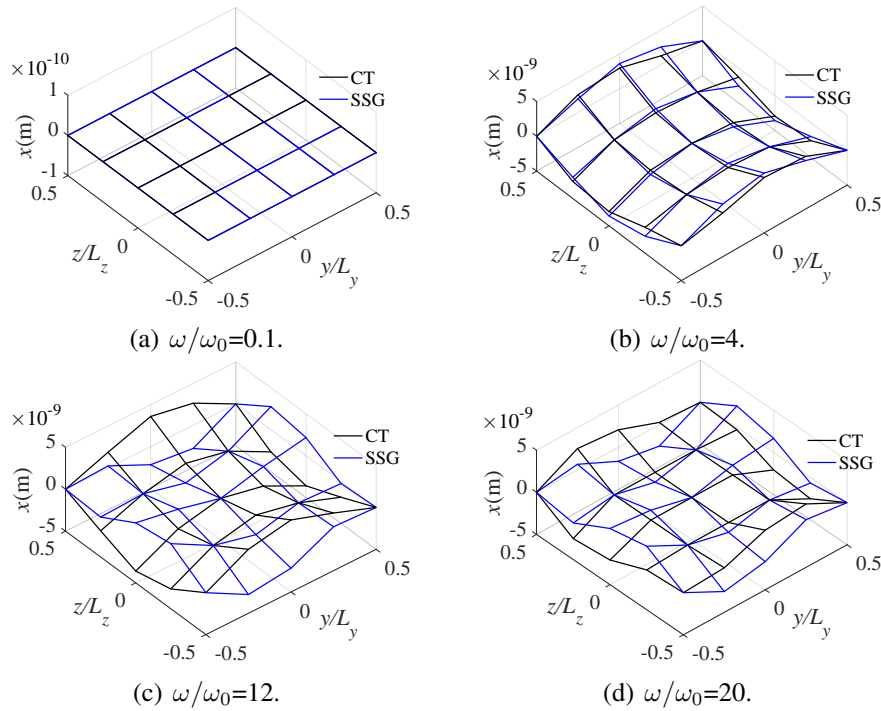 ×10⁻¹⁰
1
0
-1
x(m)
0.5
0
-0.5
z/L_z
-0.5
0
0.5
y/L_y
CT
SSG
(a) ω/ω₀=0.1.
×10⁻⁹
5
0
-5
x(m)
0.5
0
-0.5
z/L_z
-0.5
0
0.5
y/L_y
CT
SSG
(b) ω/ω₀=4.
×10⁻⁹
5
0
-5
x(m)
0.5
0
-0.5
z/L_z
-0.5
0
0.5
y/L_y
CT
SSG
(c) ω/ω₀=12.
×10⁻⁹
5
0
-5
x(m)
0.5
0
-0.5
z/L_z
-0.5
0
0.5
y/L_y
CT
SSG
(d) ω/ω₀=20.